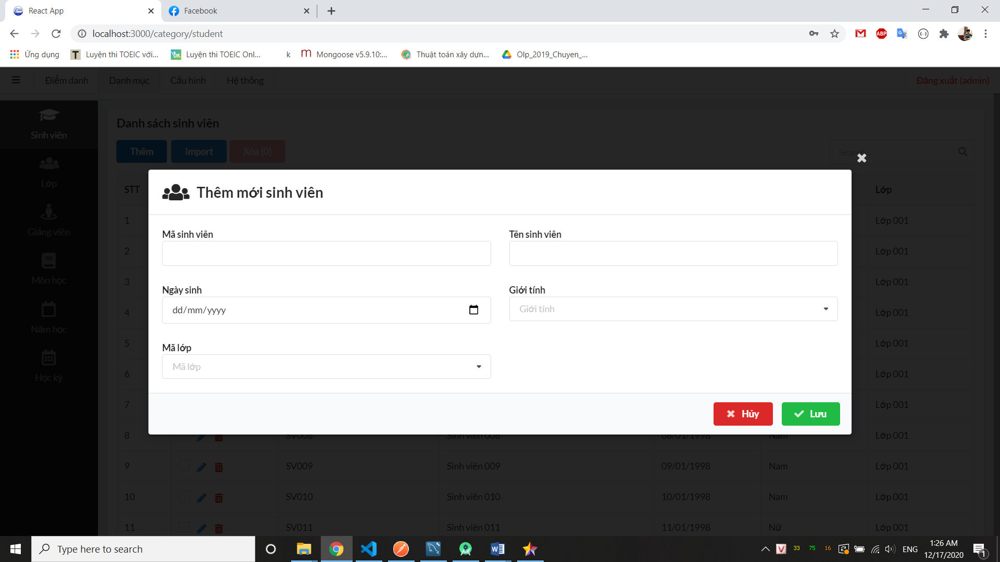 React App
Facebook
localhost:3000/category/student
ABP
Ứng dụng
T Luyện thi TOEIC với...
Luyện thi TOEIC Onl...
k
m Mongoose v5.9.10:...
Thuật toán xây dựn...
Olp_2019_Chuyen_...
Điểm danh
Danh mục
Cấu hình
Hệ thống
Đăng xuất (admin)
Sinh viên
Lớp
Giảng viên
Môn học
Năm học
Học kỳ
Danh sách sinh viên
Thêm
Import
Xóa (0)
Search...
STT
Lớp
Thêm mới sinh viên
Mã sinh viên
Tên sinh viên
Ngày sinh
dd/mm/yyyy
Giới tính
Giới tính
Mã lớp
Mã lớp
Hủy
Lưu
1 Lớp 001
2 Lớp 001
3 Lớp 001
4 Lớp 001
5 Lớp 001
6 Lớp 001
7 Lớp 001
8 SV008 Sinh viên 008 08/01/1998 Nam Lớp 001
9 SV009 Sinh viên 009 09/01/1998 Nam Lớp 001
10 SV010 Sinh viên 010 10/01/1998 Nam Lớp 001
11 SV011 Sinh viên 011 11/01/1998 Nữ Lớp 001
Type here to search
V
33
75
16
ENG
1:26 AM
12/17/2020
1